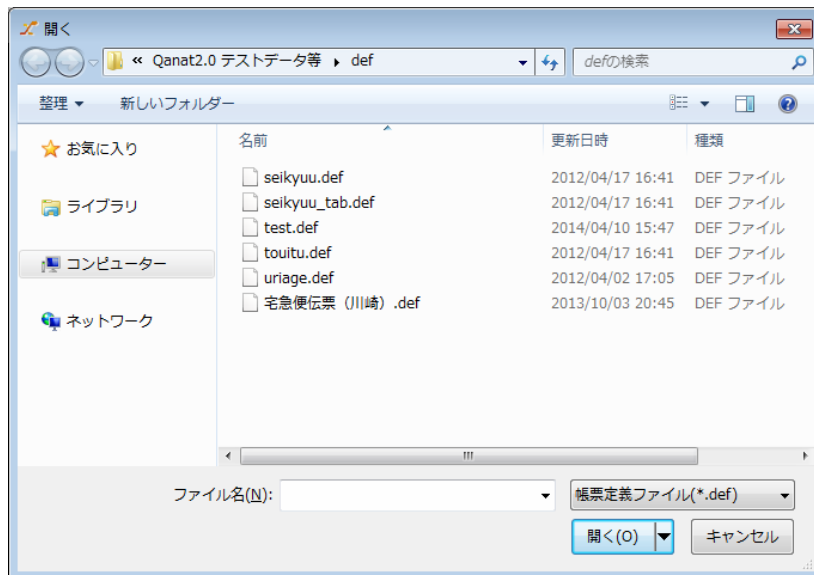 開く
« Qanat2.0 テストデータ等 ▸ def defの検索
整理 ▼ 新しいフォルダー
お気に入り
ライブラリ
コンピューター
ネットワーク
名前 更新日時 種類
seikyuu.def 2012/04/17 16:41 DEF ファイル
seikyuu_tab.def 2012/04/17 16:41 DEF ファイル
test.def 2014/04/10 15:47 DEF ファイル
touitu.def 2012/04/17 16:41 DEF ファイル
uriage.def 2012/04/02 17:05 DEF ファイル
宅急便伝票（川崎）.def 2013/10/03 20:45 DEF ファイル
ファイル名(N): 帳票定義ファイル(*.def)
開く(O) キャンセル